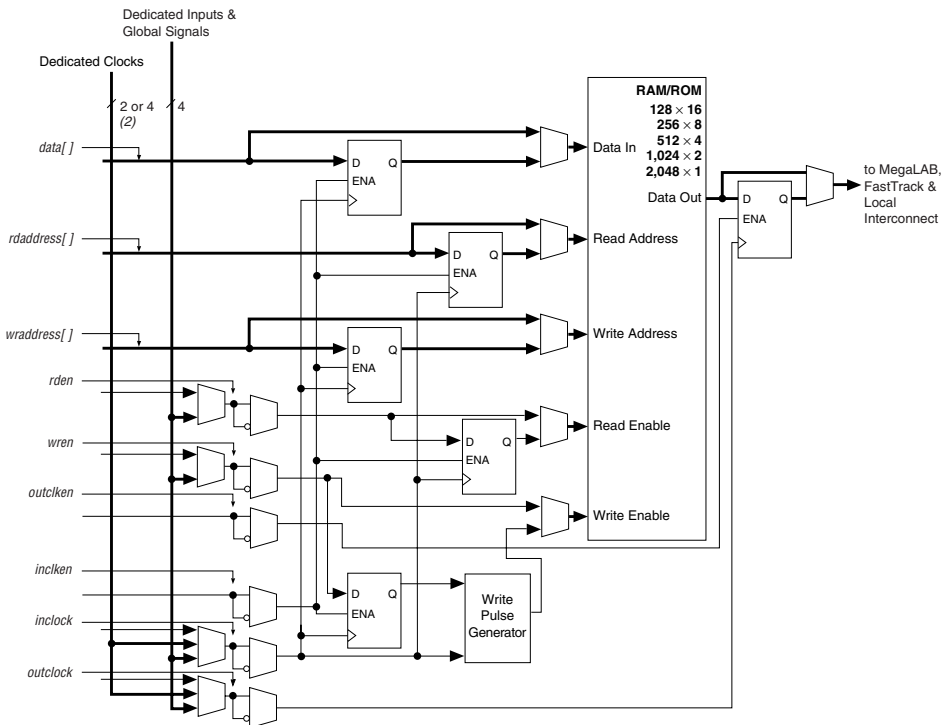 Dedicated Inputs &
Global Signals
Dedicated Clocks
2 or 4
(2)
4
RAM/ROM
128 × 16
256 × 8
512 × 4
1,024 × 2
2,048 × 1
data[ ]
D
Q
ENA
Data In
Data Out
D
Q
ENA
to MegaLAB,
FastTrack &
Local
Interconnect
rdaddress[ ]
D
Q
ENA
Read Address
wraddress[ ]
D
Q
ENA
Write Address
rden
Read Enable
wren
D
Q
ENA
outclken
Write Enable
inclken
D
Q
ENA
Write
Pulse
Generator
inclock
outclock